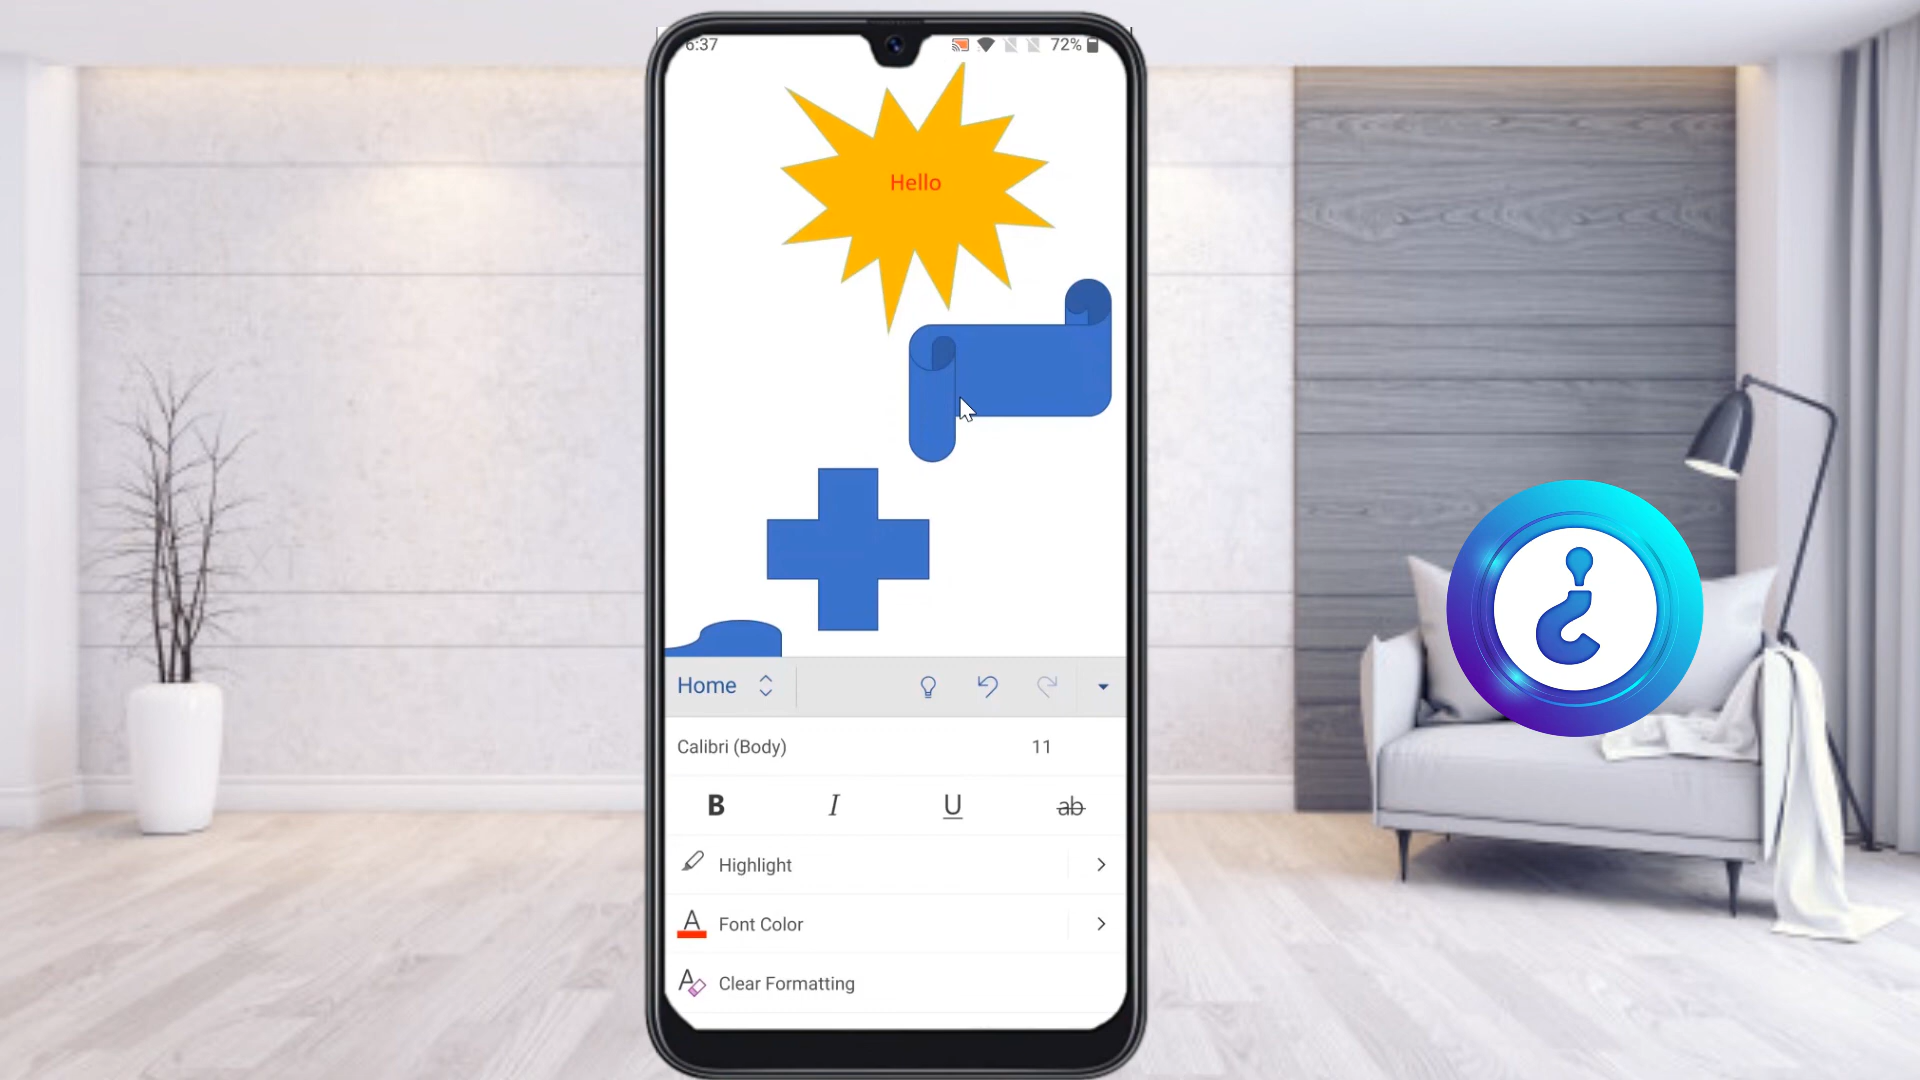 6:37
72%
Hello
Home
Calibri (Body)
11
B
I
U
ab
Highlight
A
Font Color
A
Clear Formatting